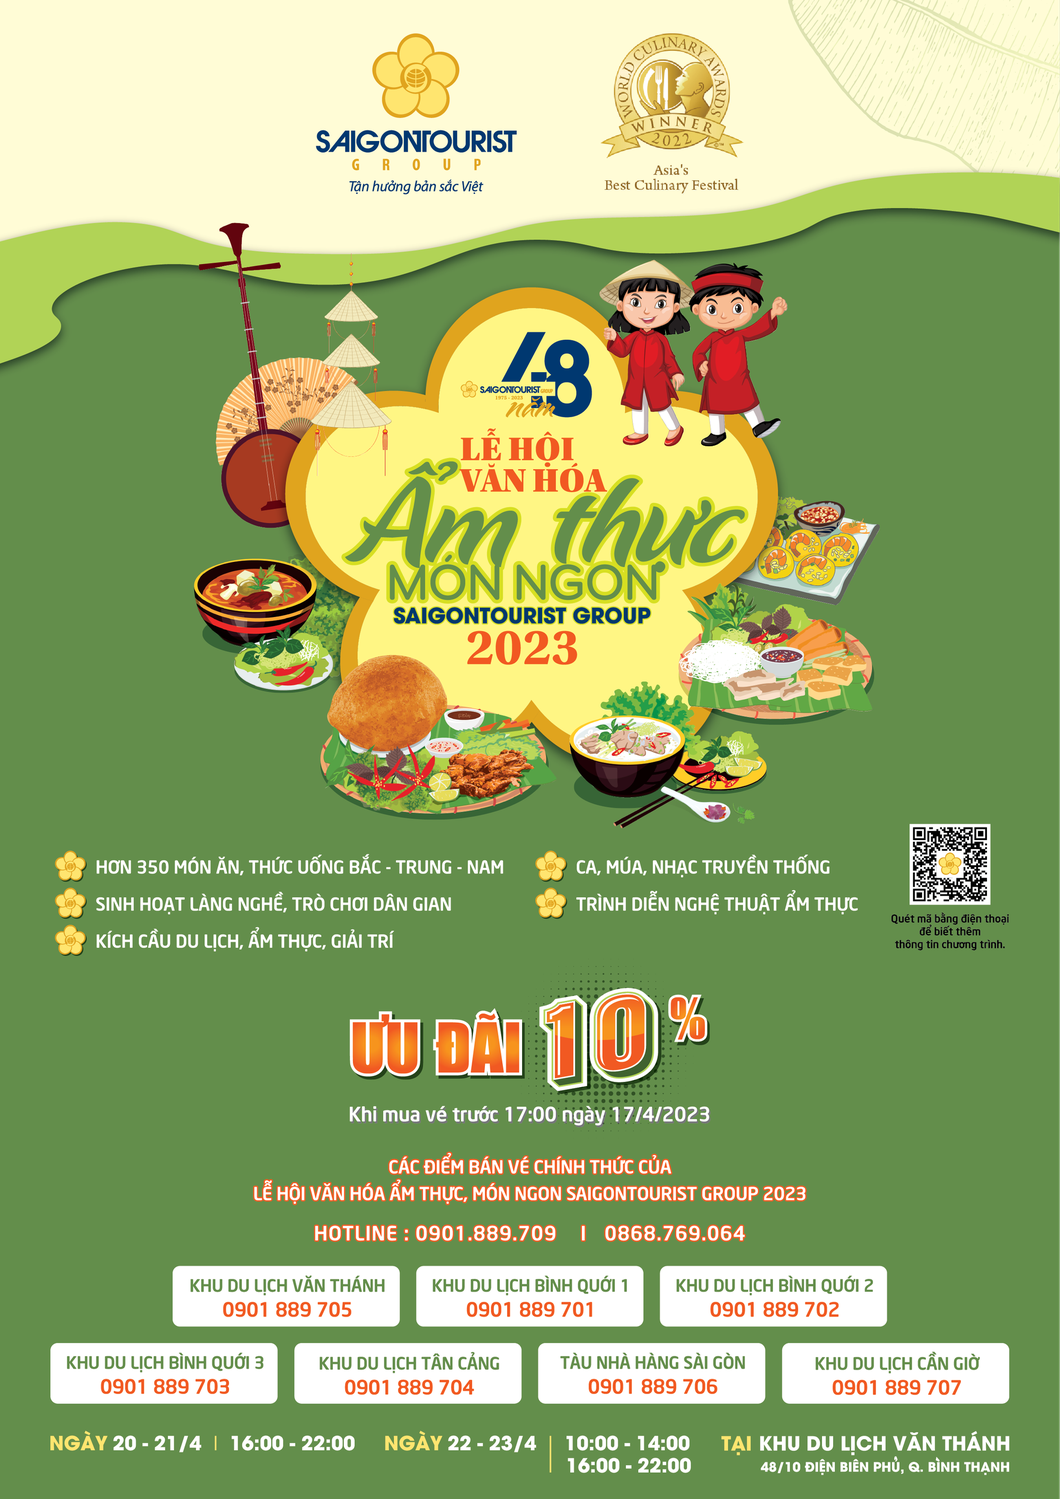 SAIGONTOURIST
GROUP
Tận hưởng bản sắc Việt
WORLD CULINARY AWARDS
WINNER
2022
Asia's
Best Culinary Festival
48
SAIGONTOURIST GROUP
1975 - 2023
năm
LỄ HỘI
VĂN HÓA
Ẩm thực
MÓN NGON
SAIGONTOURIST GROUP
2023
HƠN 350 MÓN ĂN, THỨC UỐNG BẮC - TRUNG - NAM
SINH HOẠT LÀNG NGHỀ, TRÒ CHƠI DÂN GIAN
KÍCH CẦU DU LỊCH, ẨM THỰC, GIẢI TRÍ
CA, MÚA, NHẠC TRUYỀN THỐNG
TRÌNH DIỄN NGHỆ THUẬT ẨM THỰC
Quét mã bằng điện thoại
để biết thêm
thông tin chương trình.
ƯU ĐÃI 10%
Khi mua vé trước 17:00 ngày 17/4/2023
CÁC ĐIỂM BÁN VÉ CHÍNH THỨC CỦA
LỄ HỘI VĂN HÓA ẨM THỰC, MÓN NGON SAIGONTOURIST GROUP 2023
HOTLINE : 0901.889.709 I 0868.769.064
KHU DU LỊCH VĂN THÁNH
0901 889 705
KHU DU LỊCH BÌNH QUỚI 1
0901 889 701
KHU DU LỊCH BÌNH QUỚI 2
0901 889 702
KHU DU LỊCH BÌNH QUỚI 3
0901 889 703
KHU DU LỊCH TÂN CẢNG
0901 889 704
TÀU NHÀ HÀNG SÀI GÒN
0901 889 706
KHU DU LỊCH CẦN GIỜ
0901 889 707
NGÀY 20 - 21/4 | 16:00 - 22:00
NGÀY 22 - 23/4 | 10:00 - 14:00
16:00 - 22:00
TẠI KHU DU LỊCH VĂN THÁNH
48/10 ĐIỆN BIÊN PHỦ, Q. BÌNH THẠNH